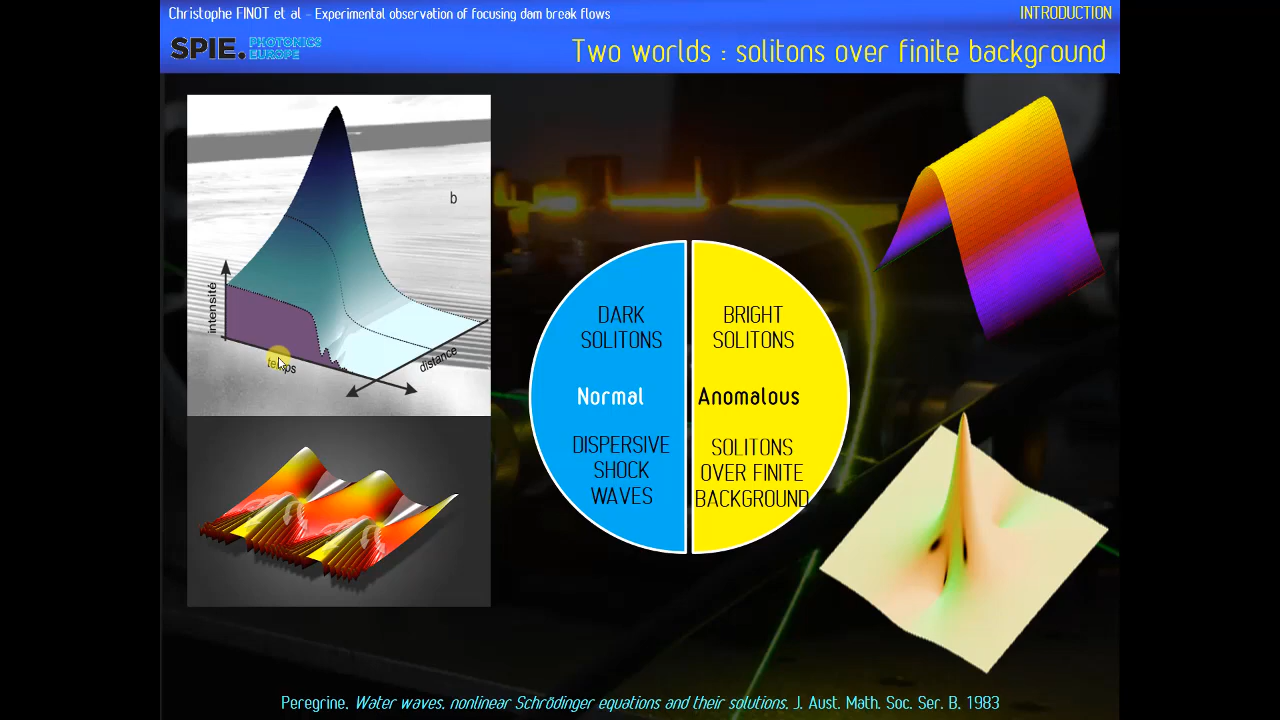 Christophe FINOT et al - Experimental observation of focusing dam break flows
INTRODUCTION
SPIE. PHOTONICS
EUROPE
Two worlds : solitons over finite background
b
intensité
temps
distance
DARK
SOLITONS
Normal
DISPERSIVE
SHOCK
WAVES
BRIGHT
SOLITONS
Anomalous
SOLITONS
OVER FINITE
BACKGROUND
Peregrine, Water waves, nonlinear Schrödinger equations and their solutions, J. Aust. Math. Soc. Ser. B, 1983